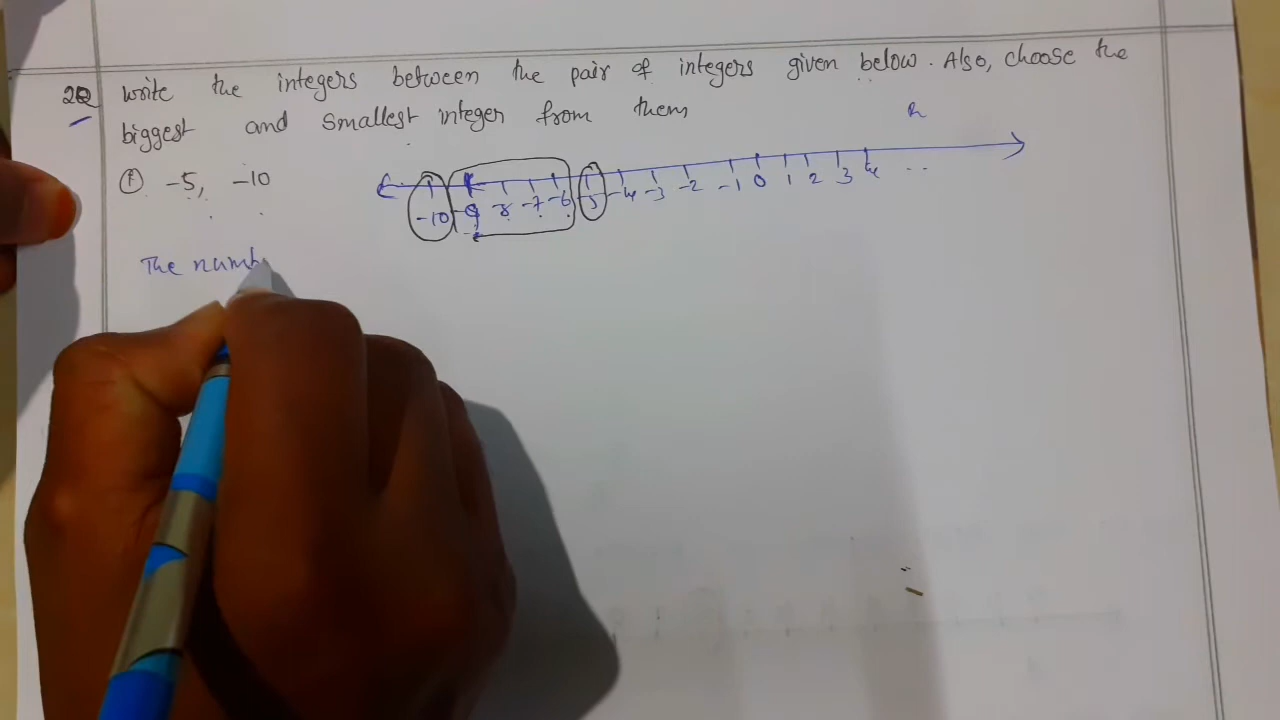 2Q Write the integers between the pair of integers given below. Also, choose the
biggest and smallest integer from them
① -5, -10
-10 -9 -8 -7 -6 -5 -4 -3 -2 -1 0 1 2 3 4 ..
The numb